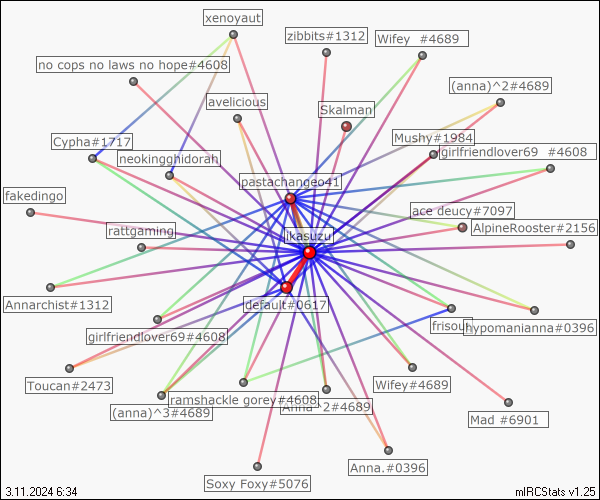 xenoyaut
zibbits#1312
Wifey  #4689
no cops no laws no hope#4608
(anna)^2#4689
avelicious
Skalman
Mushy#1984
Cypha#1717
neokingghidorah
girlfriendlover69  #4608
pastachangeo41
fakedingo
ace deucy#7097
rattgaming
ikasuzu
AlpineRooster#2156
Annarchist#1312
default#0617
girlfriendlover69#4608
frisour
hypomanianna#0396
Toucan#2473
Wifey#4689
ramshackle gorey#4608
(anna)^3#4689
^2#4689
Mad #6901
Anna.#0396
Soxy Foxy#5076
3.11.2024 6:34
mIRCStats v1.25